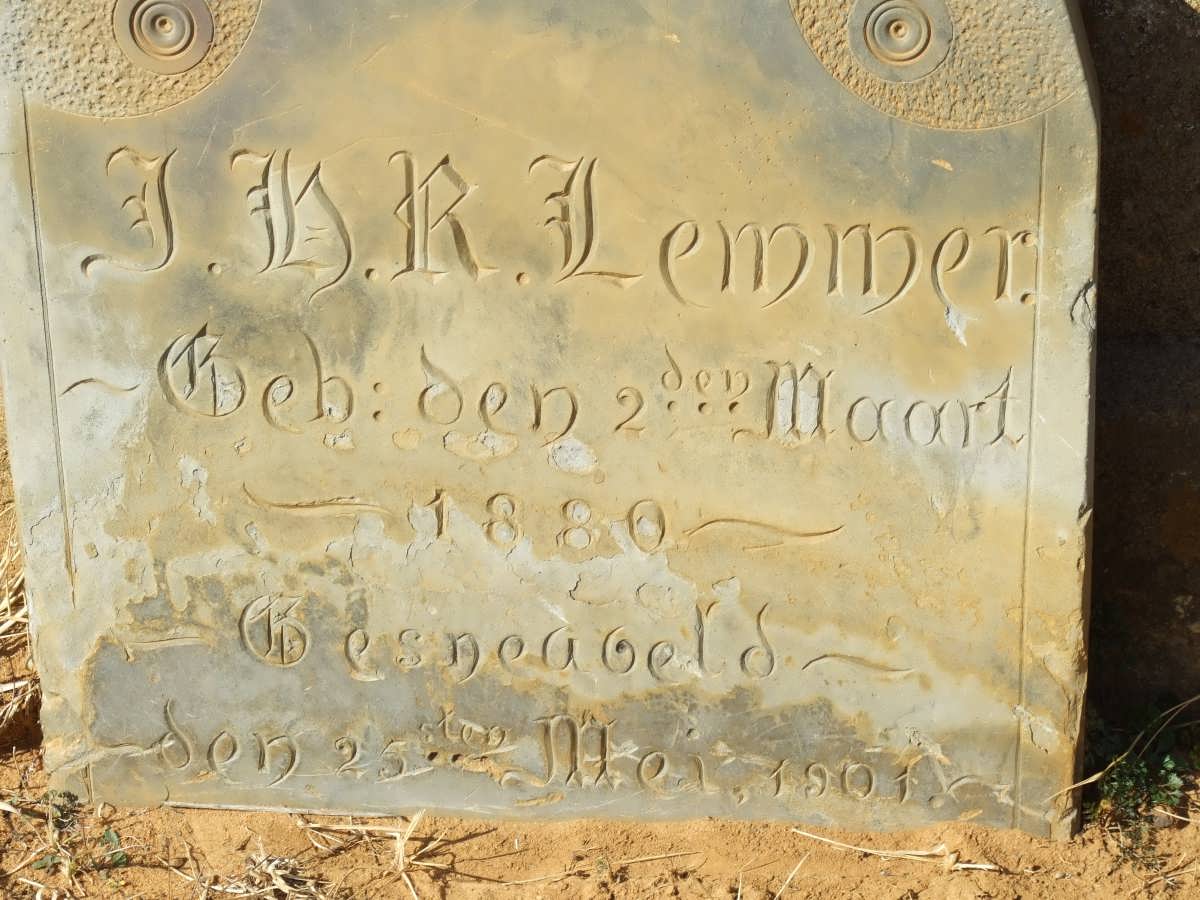 J. H. R. Lemmer.
Geb: den 2den Maart
1880
Gesneuveld
den 25sten Mei, 1901.